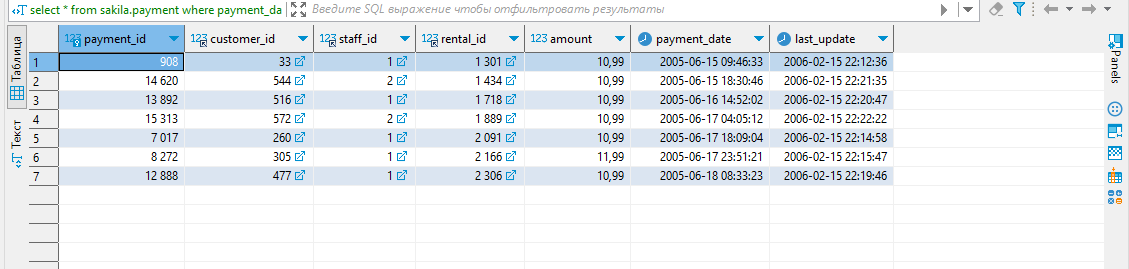 select * from sakila.payment where payment_da Введите SQL выражение чтобы отфильтровать результаты
Таблица
Текст
123 payment_id 123 customer_id 123 staff_id 123 rental_id 123 amount payment_date last_update
1 908 33 1 1 301 10,99 2005-06-15 09:46:33 2006-02-15 22:12:36
2 14 620 544 2 1 434 10,99 2005-06-15 18:30:46 2006-02-15 22:21:35
3 13 892 516 1 1 718 10,99 2005-06-16 14:52:02 2006-02-15 22:20:47
4 15 313 572 2 1 889 10,99 2005-06-17 04:05:12 2006-02-15 22:22:22
5 7 017 260 1 2 091 10,99 2005-06-17 18:09:04 2006-02-15 22:14:58
6 8 272 305 1 2 166 11,99 2005-06-17 23:51:21 2006-02-15 22:15:47
7 12 888 477 1 2 306 10,99 2005-06-18 08:33:23 2006-02-15 22:19:46
Panels